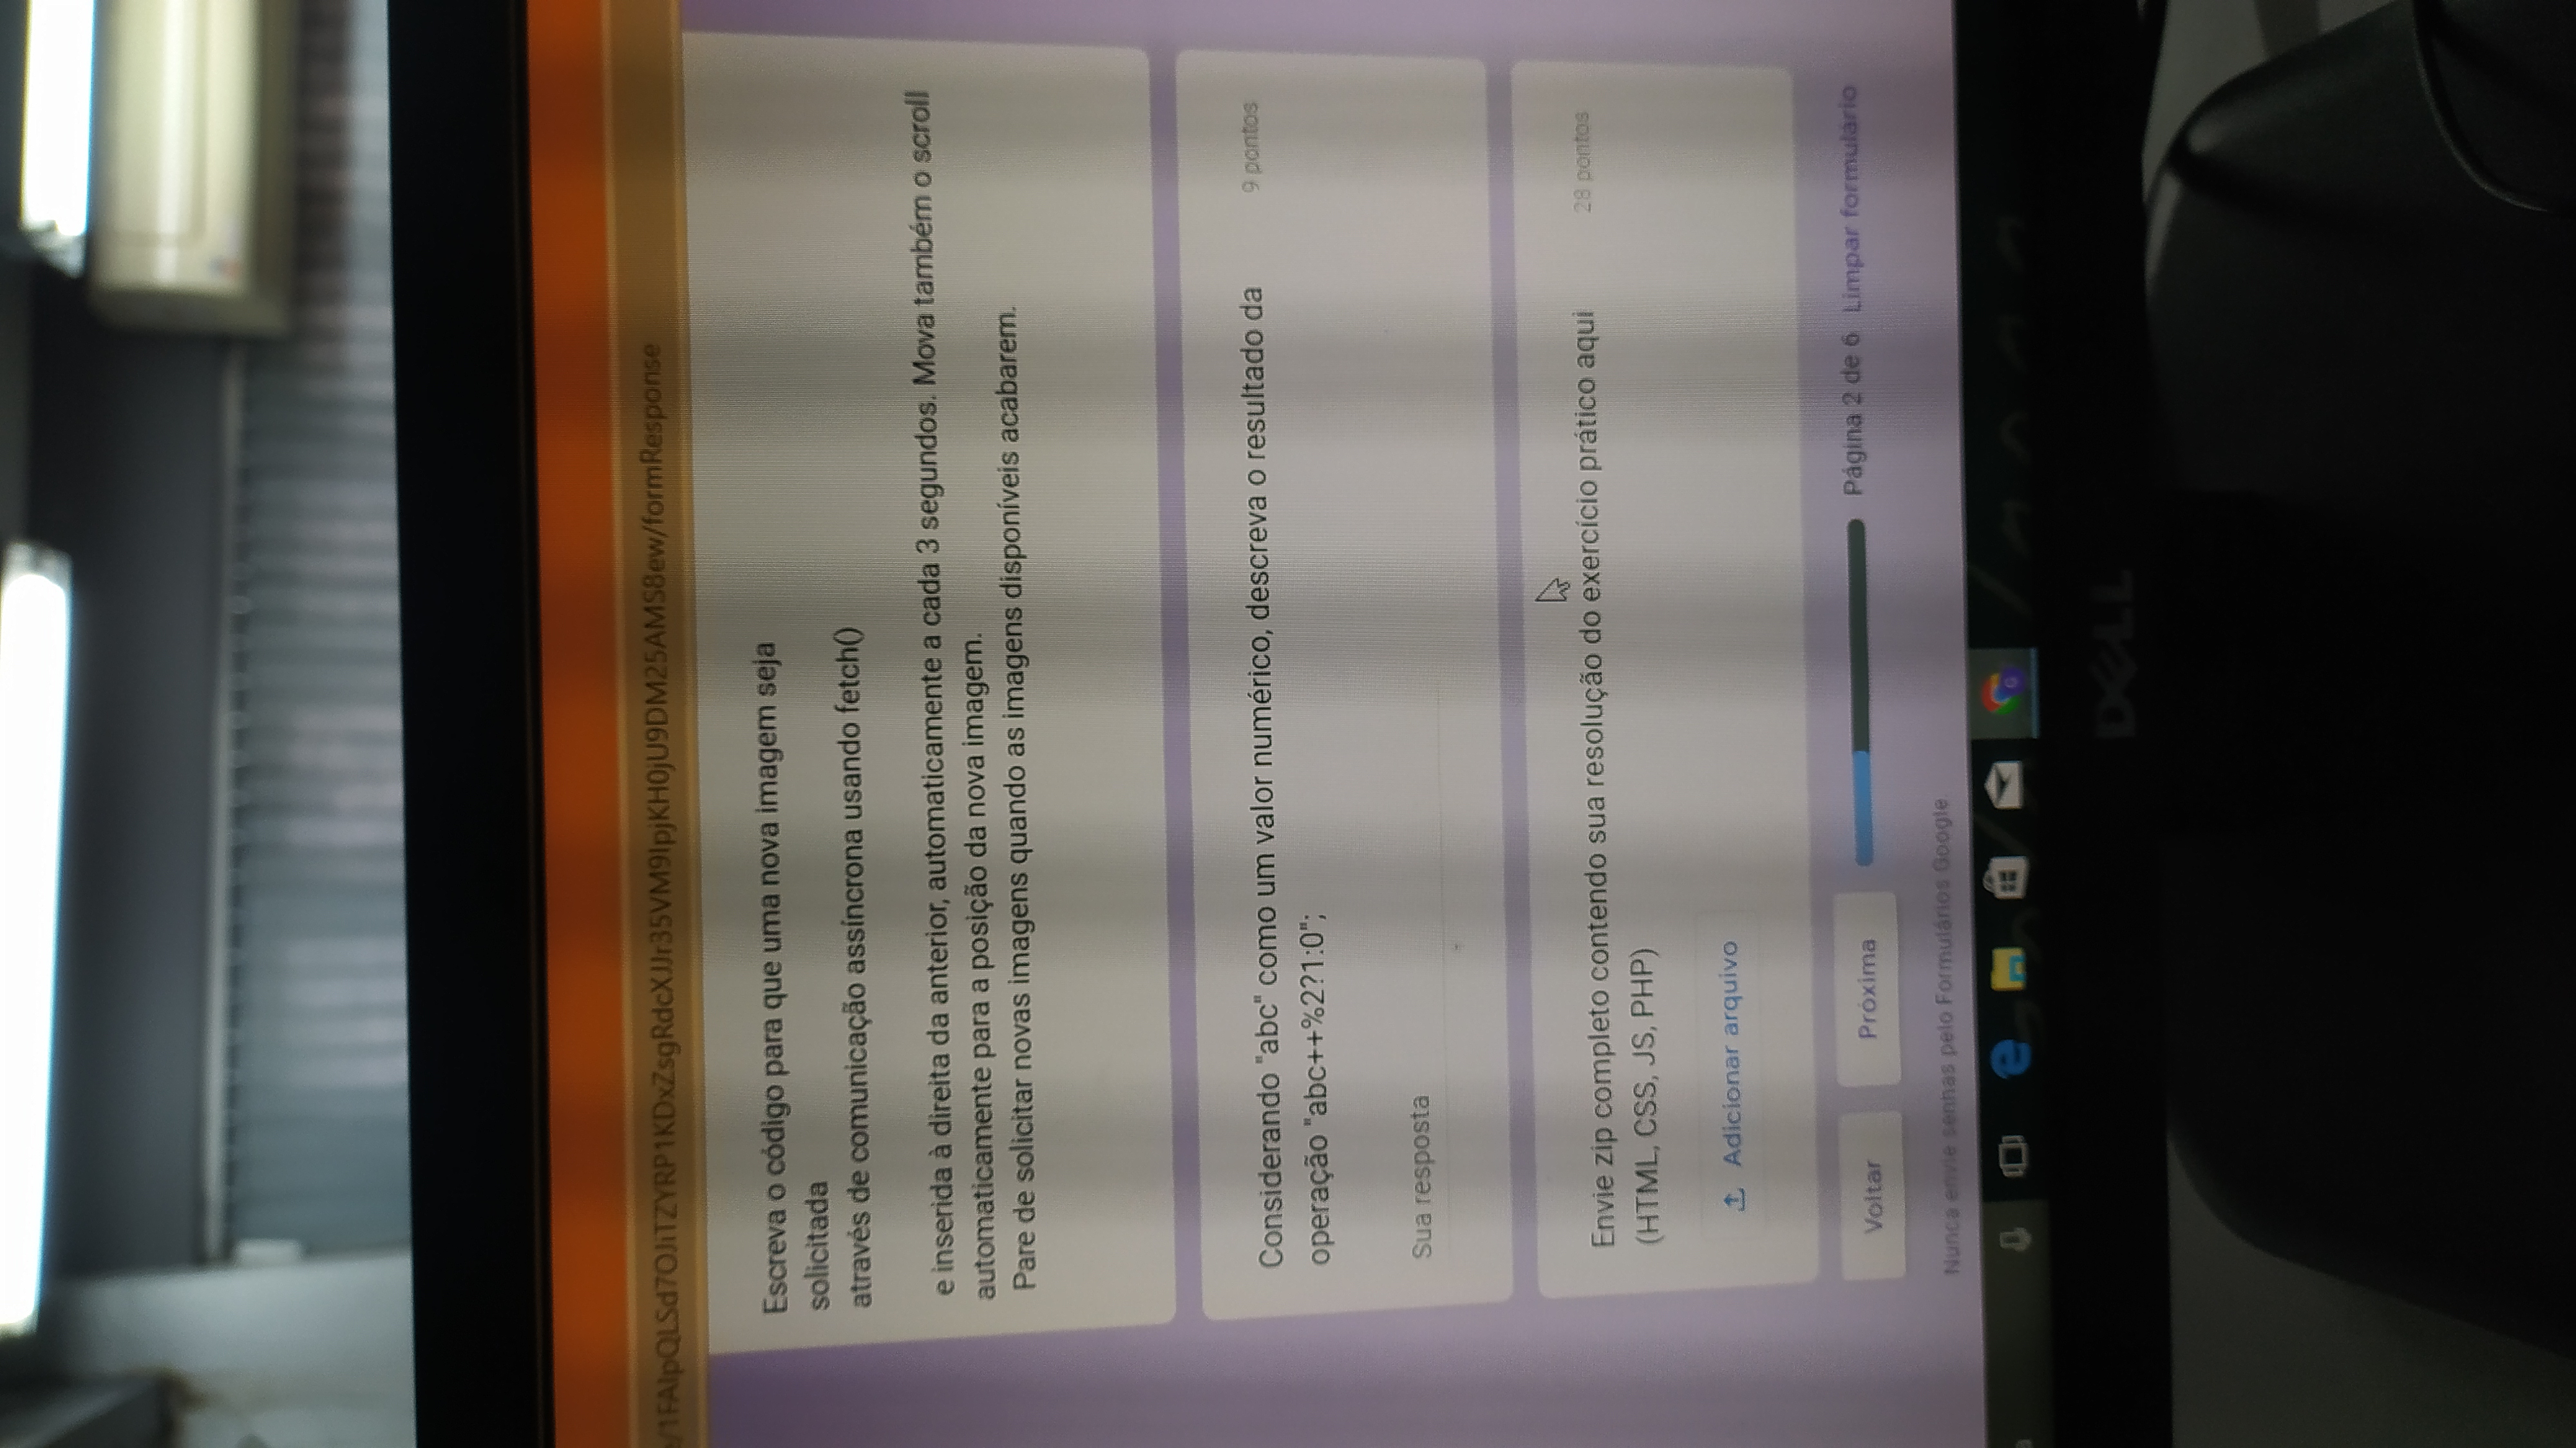 e/1FAIpQLSd7OJiTZYRP1KDxZsgRdcXJJr35VM9IpjKH0jU9DM25AMS8ew/formResponse
Escreva o código para que uma nova imagem seja
solicitada
através de comunicação assíncrona usando fetch()
e inserida à direita da anterior, automaticamente a cada 3 segundos. Mova também o scroll
automaticamente para a posição da nova imagem.
Pare de solicitar novas imagens quando as imagens disponíveis acabarem.
Considerando "abc" como um valor numérico, descreva o resultado da 9 pontos
operação "abc++%2?1:0";
Sua resposta
Envie zip completo contendo sua resolução do exercício prático aqui 28 pontos
(HTML, CSS, JS, PHP)
Adicionar arquivo
Voltar Próxima Página 2 de 6 Limpar formulário
Nunca envie senhas pelo Formulários Google.
DELL